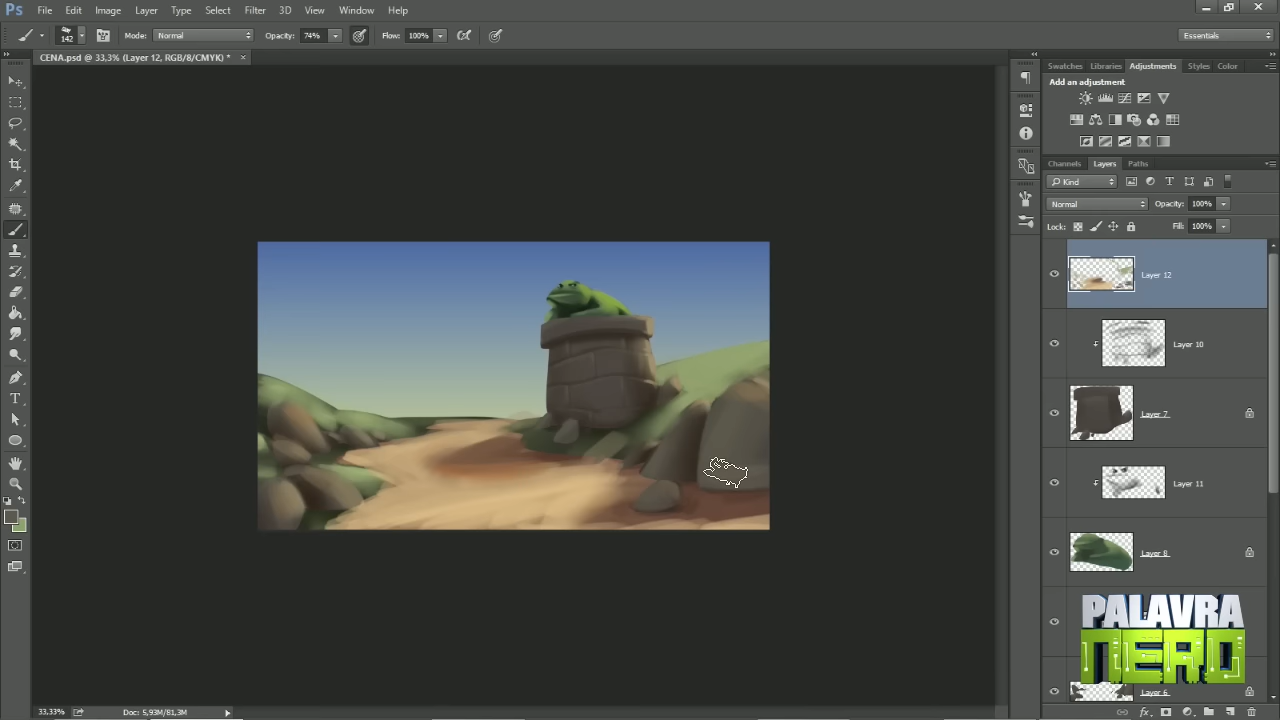 Ps File Edit Image Layer Type Select Filter 3D View Window Help
142 Mode: Normal Opacity: 74% Flow: 100% Essentials
CENA.psd @ 33,3% (Layer 12, RGB/8/CMYK) * ×
Swatches Libraries Adjustments Styles Color
Add an adjustment
Channels Layers Paths
Kind
Normal Opacity: 100%
Lock: Fill: 100%
Layer 12
Layer 10
Layer 7
Layer 11
Layer 8
PALAVRA
NERD
Layer 6
33,33% Doc: 5,93M/81,3M